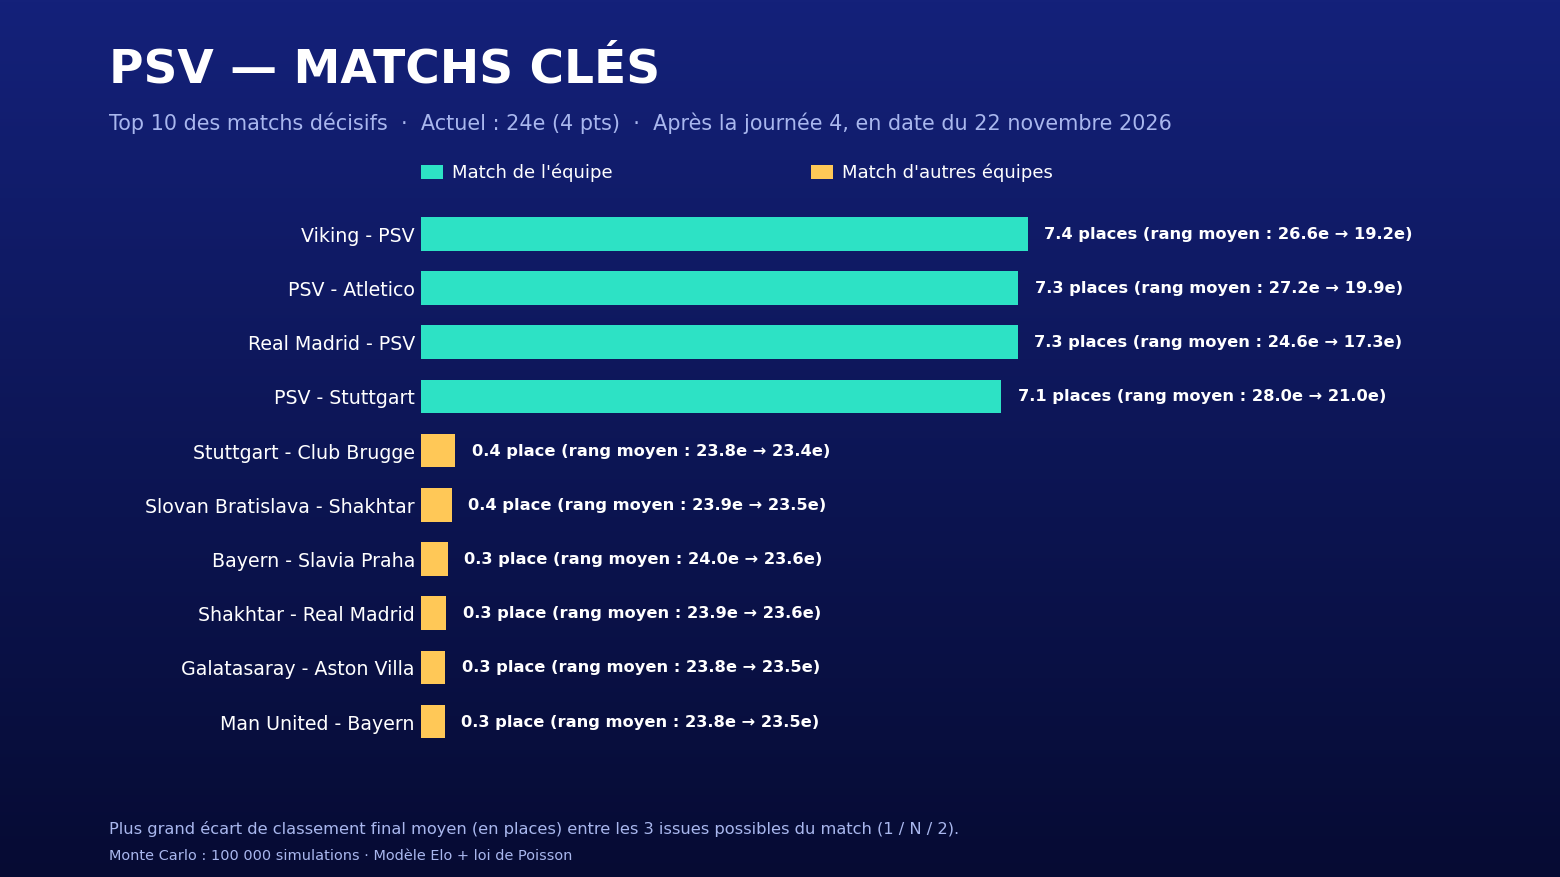 PSV — MATCHS CLÉS
Top 10 des matchs décisifs · Actuel : 24e (4 pts) · Après la journée 4, en date du 22 novembre 2026
Match de l'équipe Match d'autres équipes
Viking - PSV 7.4 places (rang moyen : 26.6e → 19.2e)
PSV - Atletico 7.3 places (rang moyen : 27.2e → 19.9e)
Real Madrid - PSV 7.3 places (rang moyen : 24.6e → 17.3e)
PSV - Stuttgart 7.1 places (rang moyen : 28.0e → 21.0e)
Stuttgart - Club Brugge 0.4 place (rang moyen : 23.8e → 23.4e)
Slovan Bratislava - Shakhtar 0.4 place (rang moyen : 23.9e → 23.5e)
Bayern - Slavia Praha 0.3 place (rang moyen : 24.0e → 23.6e)
Shakhtar - Real Madrid 0.3 place (rang moyen : 23.9e → 23.6e)
Galatasaray - Aston Villa 0.3 place (rang moyen : 23.8e → 23.5e)
Man United - Bayern 0.3 place (rang moyen : 23.8e → 23.5e)
Plus grand écart de classement final moyen (en places) entre les 3 issues possibles du match (1 / N / 2).
Monte Carlo : 100 000 simulations · Modèle Elo + loi de Poisson